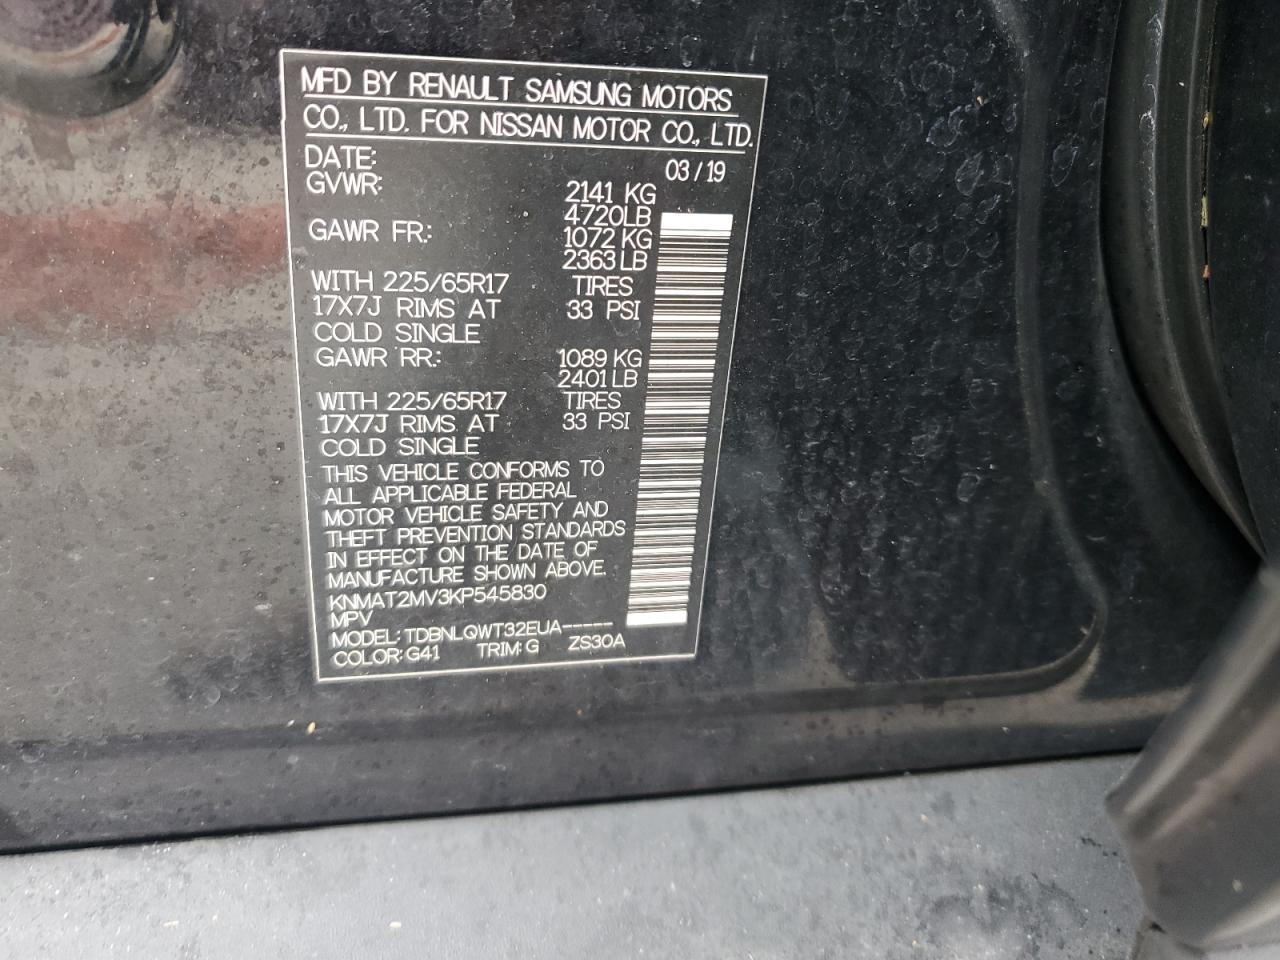 MFD BY RENAULT SAMSUNG MOTORS
CO., LTD. FOR NISSAN MOTOR CO., LTD.
DATE: 03/19
GVWR: 2141 KG
4720LB
GAWR FR.: 1072 KG
2363LB
WITH 225/65R17 TIRES
17X7J RIMS AT 33 PSI
COLD SINGLE
GAWR RR.: 1089 KG
2401LB
WITH 225/65R17 TIRES
17X7J RIMS AT 33 PSI
COLD SINGLE
THIS VEHICLE CONFORMS TO
ALL APPLICABLE FEDERAL
MOTOR VEHICLE SAFETY AND
THEFT PREVENTION STANDARDS
IN EFFECT ON THE DATE OF
MANUFACTURE SHOWN ABOVE.
KNMAT2MV3KP545830
MPV
MODEL: TDBNLQWT32EUA-----
COLOR: G41 TRIM: G ZS30A